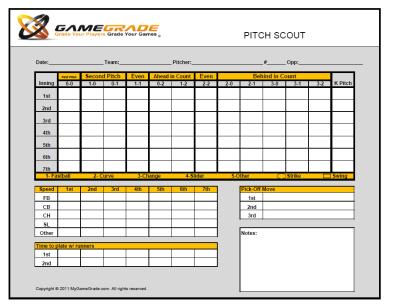 GAMEGRADE
Grade Your Players Grade Your Games
PITCH SCOUT
Date: Team: Pitcher: # Opp:
First Pitch Second Pitch Even Ahead in Count Even Behind in Count
Inning 0-0 1-0 0-1 1-1 0-2 1-2 2-2 2-0 2-1 3-0 3-1 3-2 K Pitch
1st
2nd
3rd
4th
5th
6th
7th
1- Fastball 2- Curve 3-Change 4-Slider 5-Other Strike Swing
Speed 1st 2nd 3rd 4th 5th 6th 7th
FB
CB
CH
SL
Other
Pick-Off Move
1st
2nd
3rd
Time to plate w/ runners
1st
2nd
Notes:
Copyright © 2011 MyGameGrade.com All rights reserved.